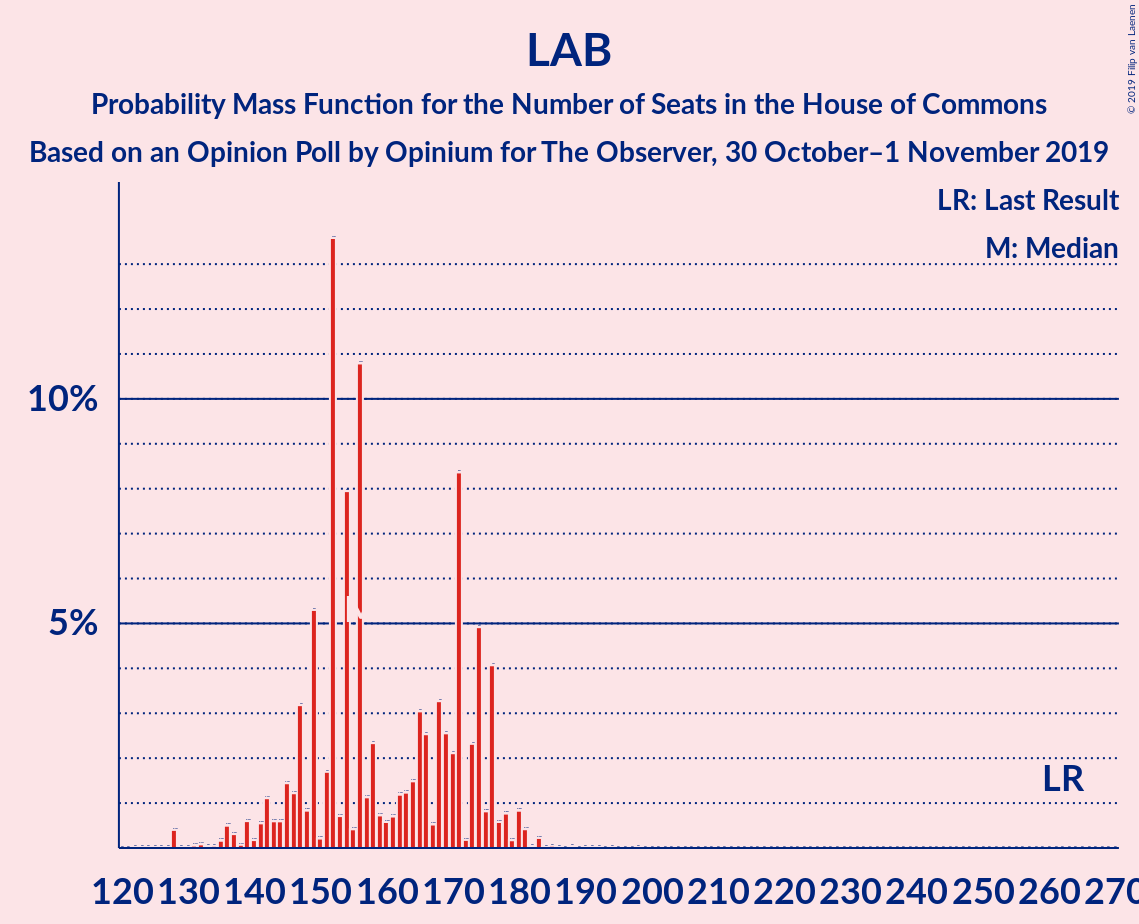 LAB
Probability Mass Function for the Number of Seats in the House of Commons
Based on an Opinion Poll by Opinium for The Observer, 30 October–1 November 2019
© 2019 Filip van Laenen
LR: Last Result
M: Median
10%
5%
LR
120 130 140 150 160 170 180 190 200 210 220 230 240 250 260 270